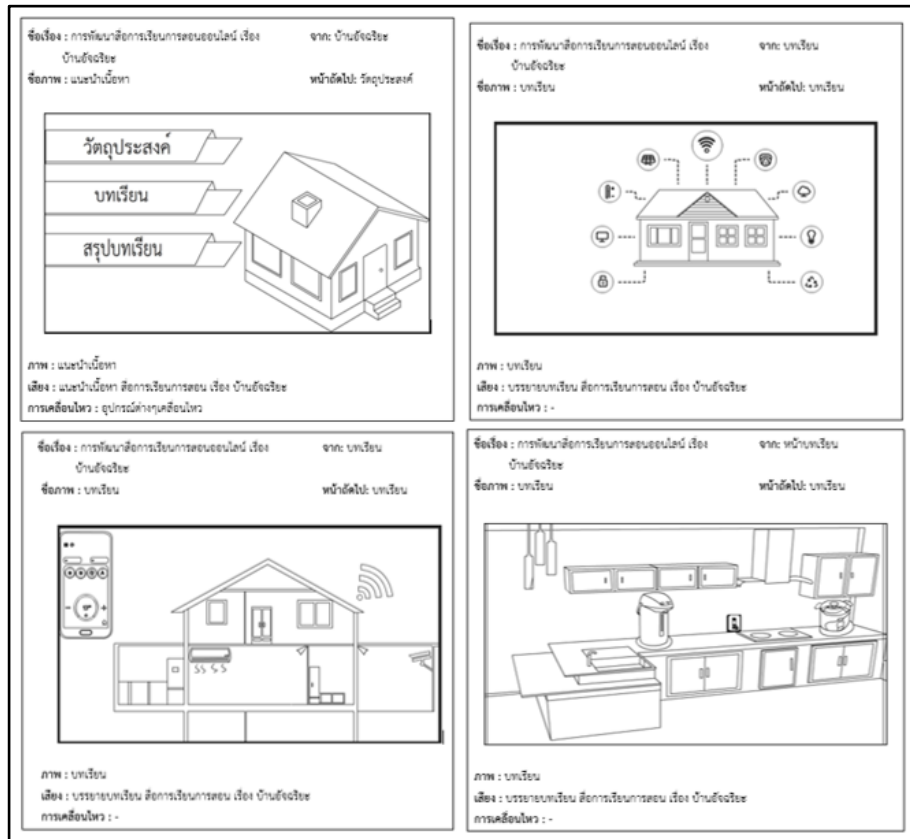 ชื่อเรื่อง : การพัฒนาสื่อการเรียนการสอนออนไลน์ เรื่อง จาก: บ้านอัจฉริยะ
บ้านอัจฉริยะ
ชื่อภาพ : แนะนำเนื้อหา หน้าถัดไป: วัตถุประสงค์
วัตถุประสงค์
บทเรียน
สรุปบทเรียน
ภาพ : แนะนำเนื้อหา
เสียง : แนะนำเนื้อหา สื่อการเรียนการสอน เรื่อง บ้านอัจฉริยะ
การเคลื่อนไหว : อุปกรณ์ต่างๆเคลื่อนไหว
ชื่อเรื่อง : การพัฒนาสื่อการเรียนการสอนออนไลน์ เรื่อง จาก: บทเรียน
บ้านอัจฉริยะ
ชื่อภาพ : บทเรียน หน้าถัดไป: บทเรียน
ภาพ : บทเรียน
เสียง : บรรยายบทเรียน สื่อการเรียนการสอน เรื่อง บ้านอัจฉริยะ
การเคลื่อนไหว : -
ชื่อเรื่อง : การพัฒนาสื่อการเรียนการสอนออนไลน์ เรื่อง จาก: บทเรียน
บ้านอัจฉริยะ
ชื่อภาพ : บทเรียน หน้าถัดไป: บทเรียน
ภาพ : บทเรียน
เสียง : บรรยายบทเรียน สื่อการเรียนการสอน เรื่อง บ้านอัจฉริยะ
การเคลื่อนไหว : -
ชื่อเรื่อง : การพัฒนาสื่อการเรียนการสอนออนไลน์ เรื่อง จาก: หน้าบทเรียน
บ้านอัจฉริยะ
ชื่อภาพ : บทเรียน หน้าถัดไป: บทเรียน
ภาพ : บทเรียน
เสียง : บรรยายบทเรียน สื่อการเรียนการสอน เรื่อง บ้านอัจฉริยะ
การเคลื่อนไหว : -